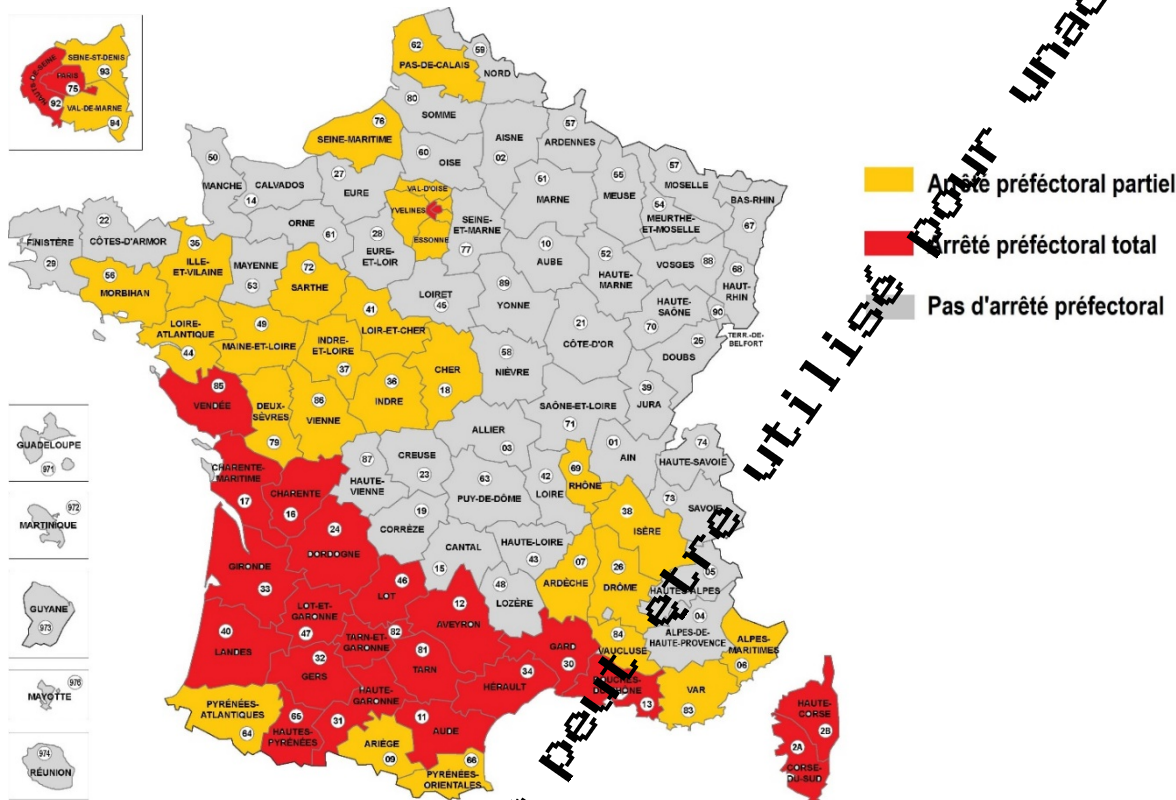 62
PAS-DE-CALAIS
59
NORD
HAUTS-DE-SEINE
SEINE-ST-DENIS
93
PARIS
75
92
VAL-DE-MARNE
94
80
SOMME
76
SEINE-MARITIME
AISNE
02
57
ARDENNES
60
OISE
50
MANCHE
CALVADOS
14
27
EURE
VAL-D'OISE
YVELINES
ESSONNE
SEINE-
ET-MARNE
77
51
MARNE
55
MEUSE
57
MOSELLE
54
MEURTHE-
ET-MOSELLE
BAS-RHIN
67
Arrêté préféctoral partiel
Arrêté préféctoral total
Pas d'arrêté préfectoral
peut etre utilisé pour unac
FINISTÈRE
29
22
CÔTES-D'ARMOR
35
ILLE-
ET-VILAINE
56
MORBIHAN
MAYENNE
53
ORNE
61
28
EURE-
ET-LOIR
72
SARTHE
10
AUBE
52
HAUTE-
MARNE
VOSGES
88
68
HAUT-
RHIN
LOIRET
45
89
YONNE
HAUTE-
SAÔNE
70
90
TERR.-DE-
BELFORT
41
LOIR-ET-CHER
LOIRE-
ATLANTIQUE
44
49
MAINE-ET-LOIRE
INDRE-
ET-LOIRE
37
21
CÔTE-D'OR
25
DOUBS
58
NIÈVRE
CHER
18
36
INDRE
85
VENDÉE
DEUX-
SÈVRES
79
86
VIENNE
39
JURA
SAÔNE-ET-LOIRE
71
ALLIER
03
01
AIN
74
HAUTE-SAVOIE
GUADELOUPE
971
CHARENTE-
MARITIME
17
CHARENTE
16
87
HAUTE-
VIENNE
CREUSE
23
63
PUY-DE-DÔME
42
LOIRE
69
RHÔNE
73
SAVOIE
MARTINIQUE
972
24
DORDOGNE
19
CORRÈZE
38
ISÈRE
CANTAL
15
HAUTE-LOIRE
43
07
ARDÈCHE
26
DRÔME
05
HAUTES-ALPES
GUYANE
973
GIRONDE
33
46
LOT
48
LOZÈRE
12
AVEYRON
LOT-ET-
GARONNE
47
TARN-ET-
GARONNE
82
81
TARN
04
ALPES-DE-
HAUTE-PROVENCE
84
VAUCLUSE
ALPES-
MARITIMES
06
40
LANDES
32
GERS
GARD
30
34
HÉRAULT
BOUCHES-
DU-RHÔNE
13
VAR
83
MAYOTTE
976
PYRÉNÉES-
ATLANTIQUES
64
65
HAUTES-
PYRÉNÉES
HAUTE-
GARONNE
31
11
AUDE
ARIÈGE
09
66
PYRÉNÉES-
ORIENTALES
HAUTE-
CORSE
2B
2A
CORSE-
DU-SUD
974
RÉUNION